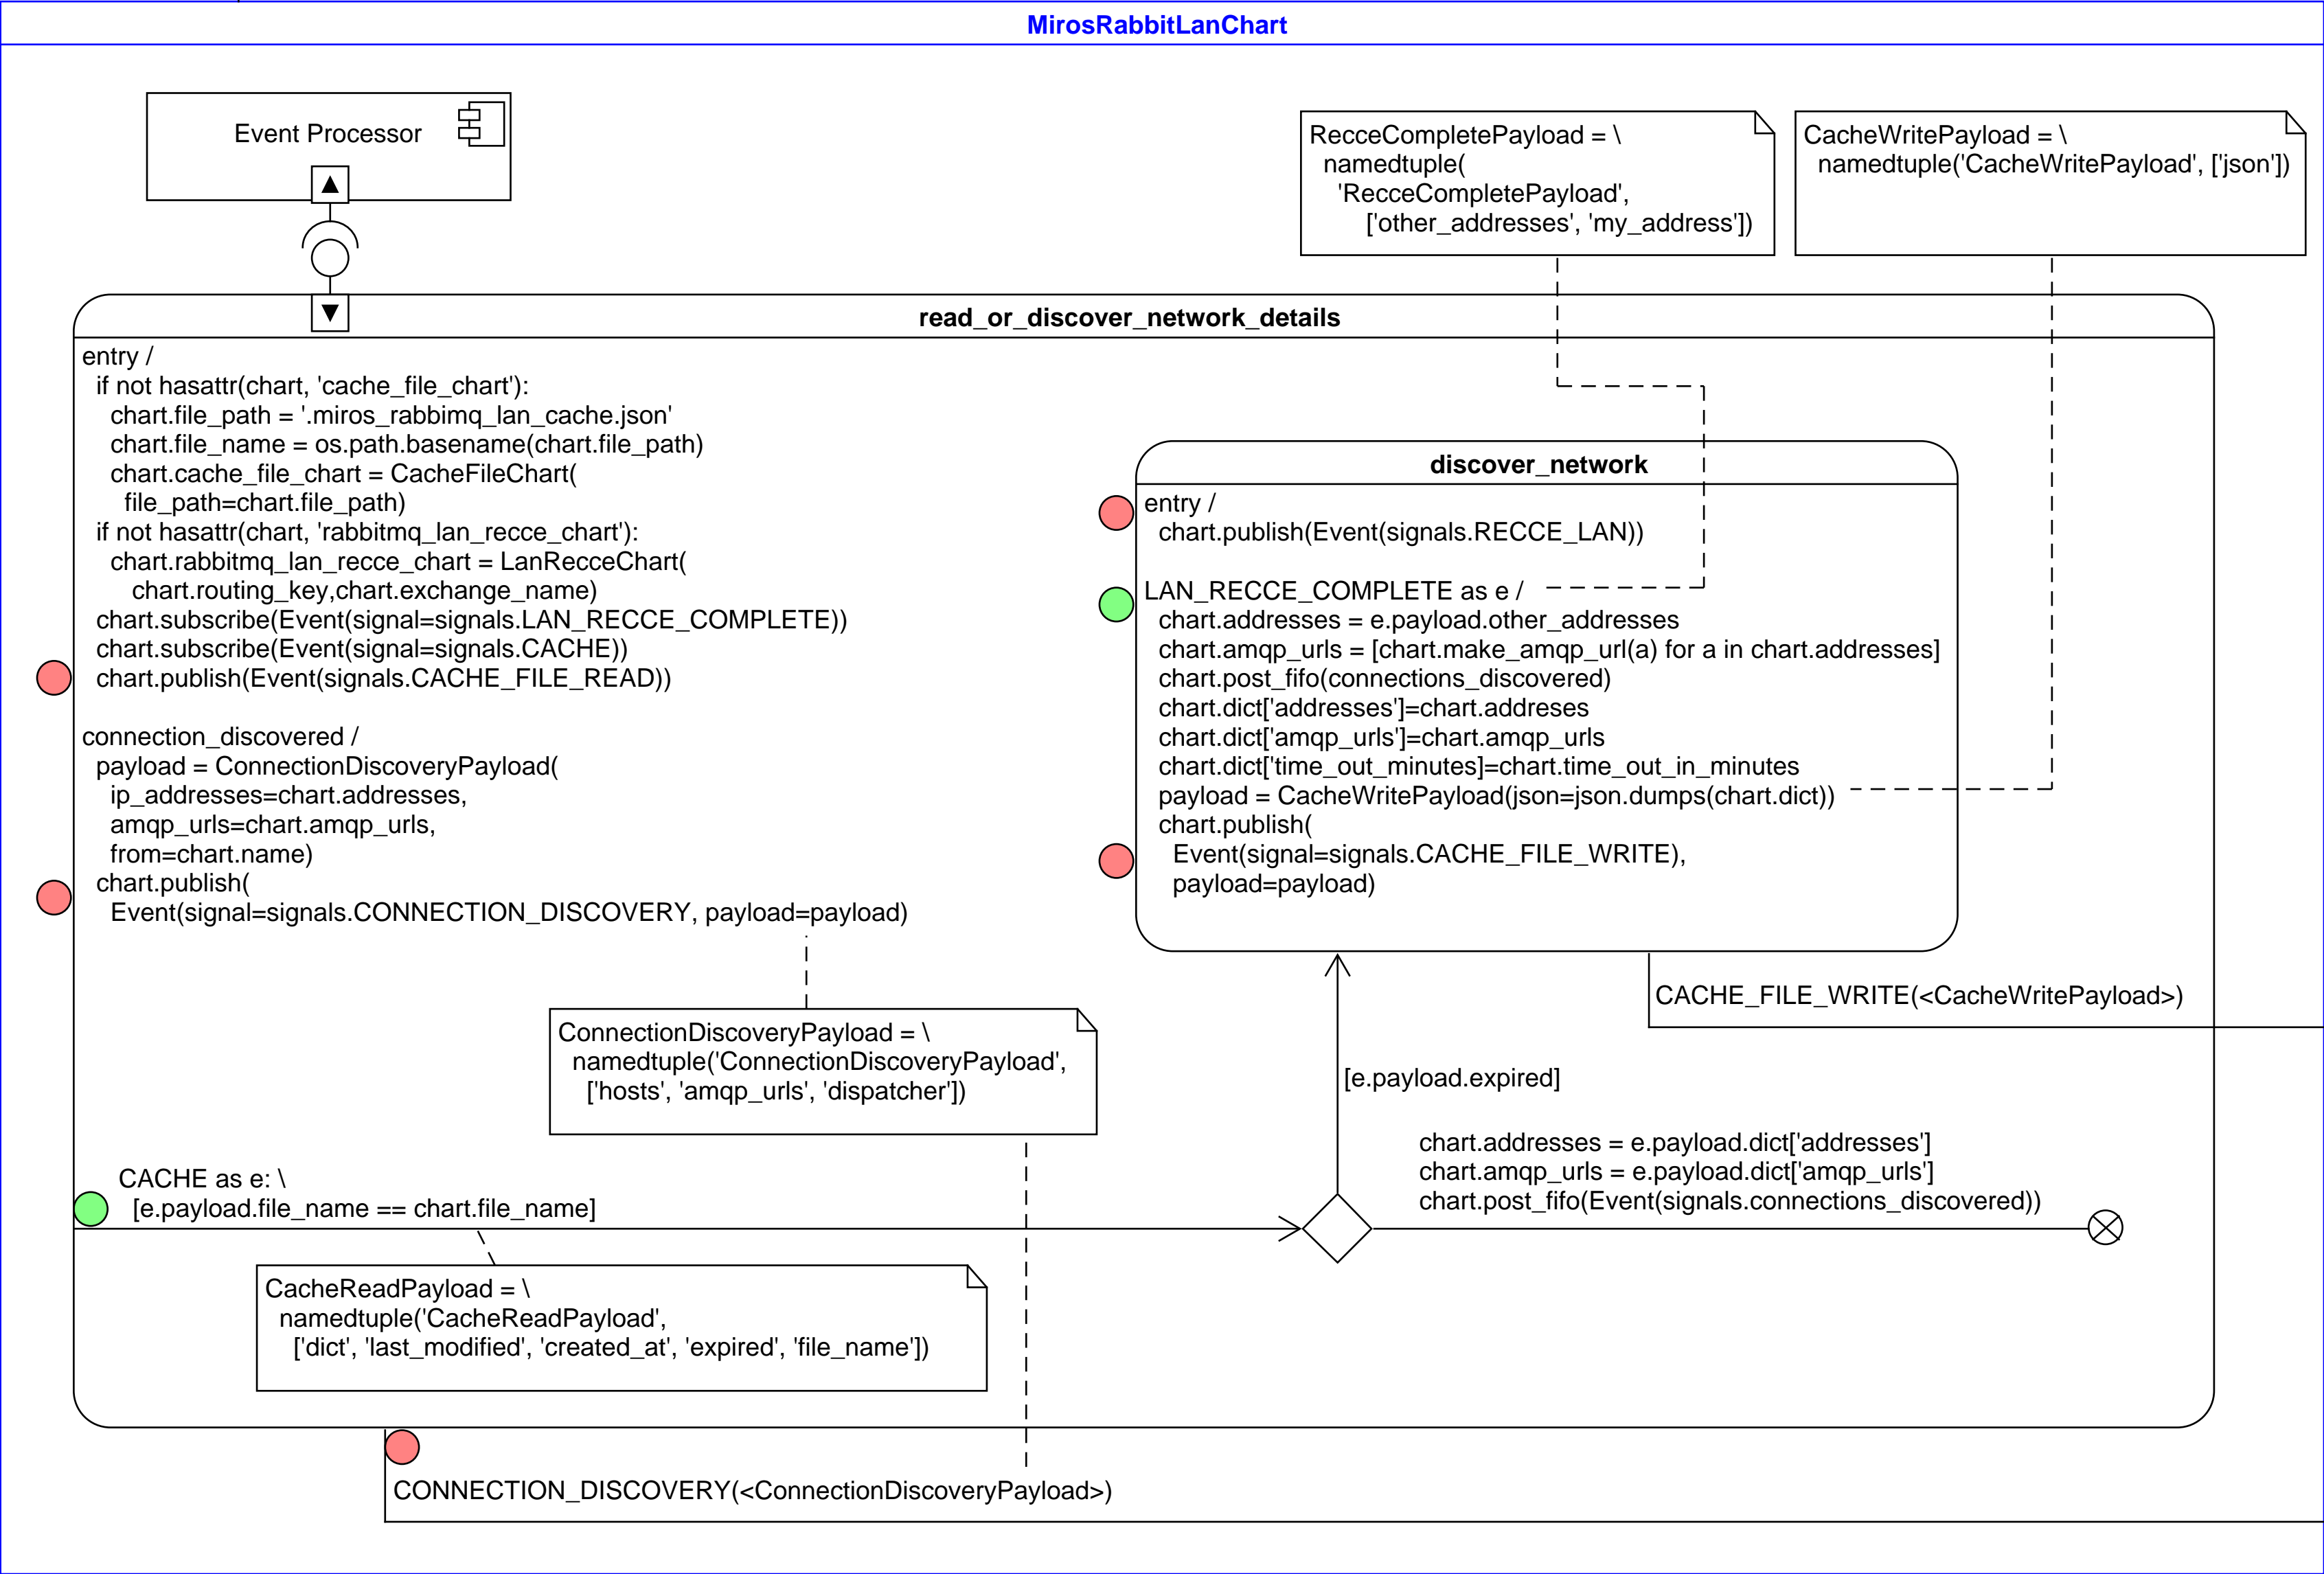 MirosRabbitLanChart
Event Processor
RecceCompletePayload = \
namedtuple(
'RecceCompletePayload',
['other_addresses', 'my_address'])
CacheWritePayload = \
namedtuple('CacheWritePayload', ['json'])
read_or_discover_network_details
entry /
if not hasattr(chart, 'cache_file_chart'):
chart.file_path = '.miros_rabbimq_lan_cache.json'
chart.file_name = os.path.basename(chart.file_path)
chart.cache_file_chart = CacheFileChart(
file_path=chart.file_path)
if not hasattr(chart, 'rabbitmq_lan_recce_chart'):
chart.rabbitmq_lan_recce_chart = LanRecceChart(
chart.routing_key,chart.exchange_name)
chart.subscribe(Event(signal=signals.LAN_RECCE_COMPLETE))
chart.subscribe(Event(signal=signals.CACHE))
chart.publish(Event(signals.CACHE_FILE_READ))
connection_discovered /
payload = ConnectionDiscoveryPayload(
ip_addresses=chart.addresses,
amqp_urls=chart.amqp_urls,
from=chart.name)
chart.publish(
Event(signal=signals.CONNECTION_DISCOVERY, payload=payload)
discover_network
entry /
chart.publish(Event(signals.RECCE_LAN))
LAN_RECCE_COMPLETE as e /
chart.addresses = e.payload.other_addresses
chart.amqp_urls = [chart.make_amqp_url(a) for a in chart.addresses]
chart.post_fifo(connections_discovered)
chart.dict['addresses']=chart.addreses
chart.dict['amqp_urls']=chart.amqp_urls
chart.dict['time_out_minutes]=chart.time_out_in_minutes
payload = CacheWritePayload(json=json.dumps(chart.dict))
chart.publish(
Event(signal=signals.CACHE_FILE_WRITE),
payload=payload)
CACHE_FILE_WRITE(<CacheWritePayload>)
ConnectionDiscoveryPayload = \
namedtuple('ConnectionDiscoveryPayload',
['hosts', 'amqp_urls', 'dispatcher'])
[e.payload.expired]
chart.addresses = e.payload.dict['addresses']
chart.amqp_urls = e.payload.dict['amqp_urls']
chart.post_fifo(Event(signals.connections_discovered))
CACHE as e: \
[e.payload.file_name == chart.file_name]
CacheReadPayload = \
namedtuple('CacheReadPayload',
['dict', 'last_modified', 'created_at', 'expired', 'file_name'])
CONNECTION_DISCOVERY(<ConnectionDiscoveryPayload>)